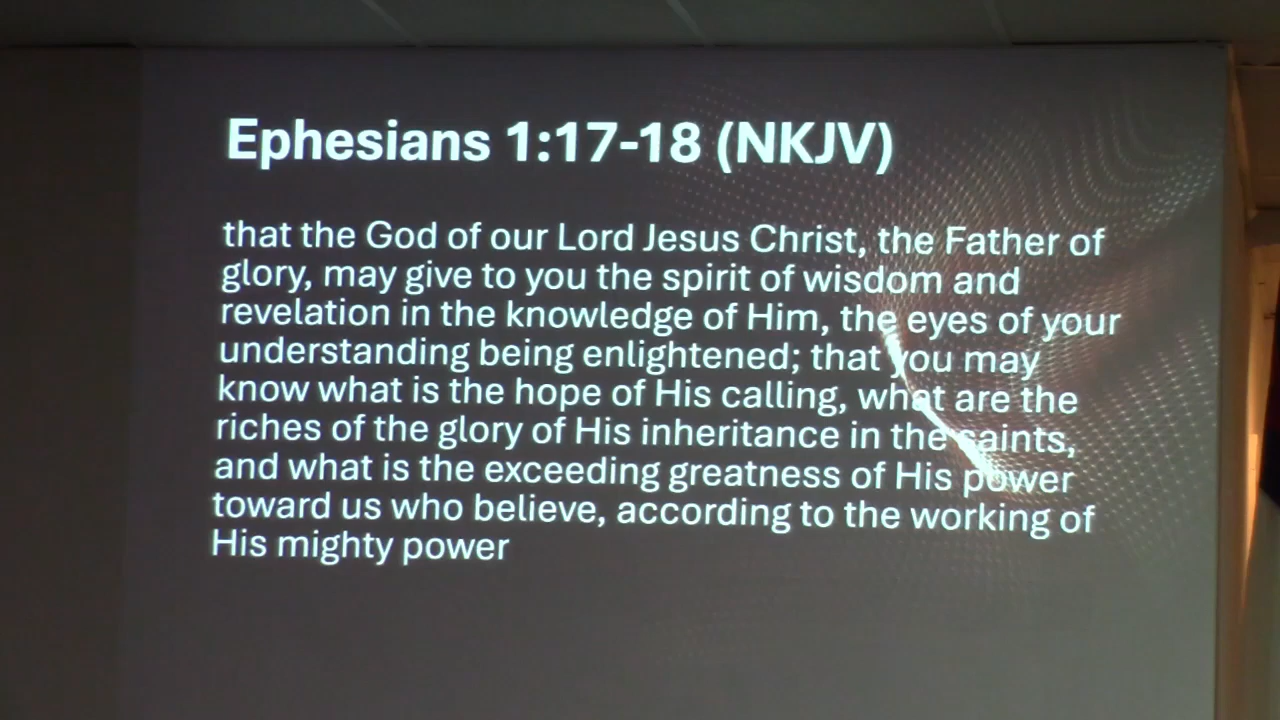 Ephesians 1:17-18 (NKJV)
that the God of our Lord Jesus Christ, the Father of
glory, may give to you the spirit of wisdom and
revelation in the knowledge of Him, the eyes of your
understanding being enlightened; that you may
know what is the hope of His calling, what are the
riches of the glory of His inheritance in the saints,
and what is the exceeding greatness of His power
toward us who believe, according to the working of
His mighty power